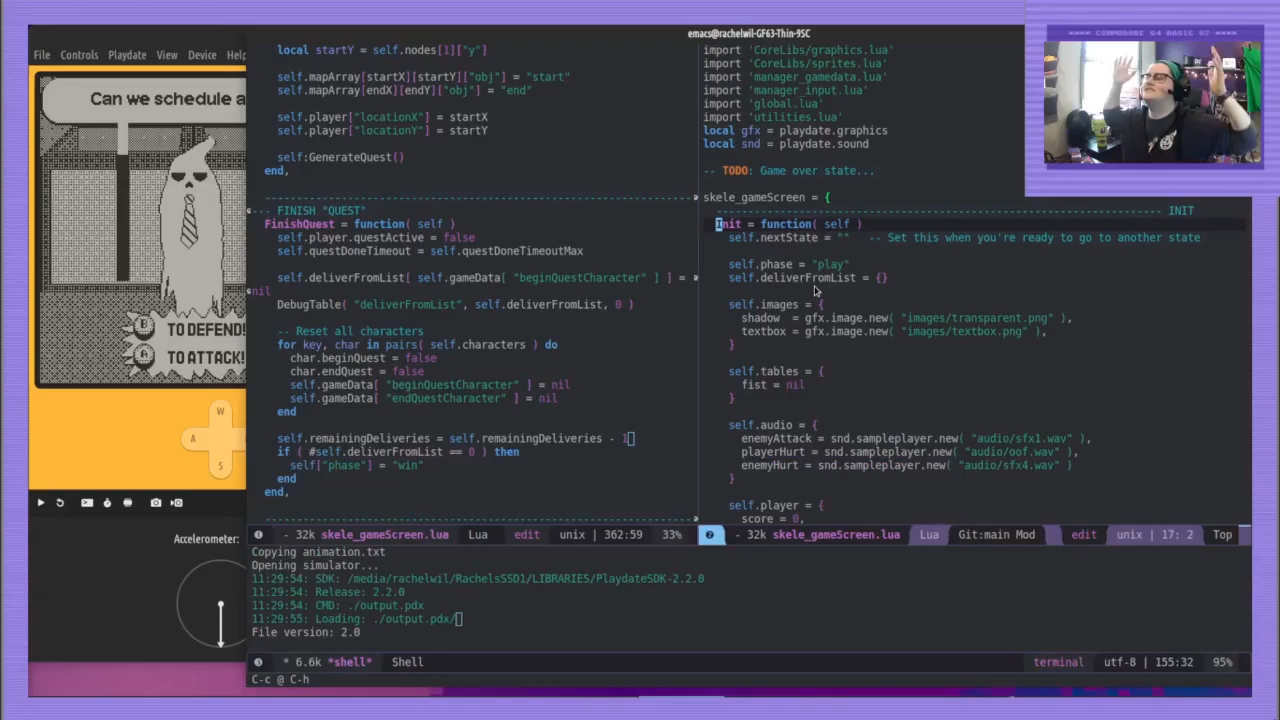 emacs@rachelwil-GF63-Thin-9SC
**** COMMODORE 64 BASIC V2 ****
File Controls Playdate View Device Help
Can we schedule a
TO DEFEND!
B
TO ATTACK!
A
W
A
S
Accelerometer:
local startY = self.nodes[1]["y"]
self.mapArray[startX][startY]["obj"] = "start"
self.mapArray[endX][endY]["obj"] = "end"
self.player["locationX"] = startX
self.player["locationY"] = startY
self:GenerateQuest()
end,
--- FINISH "QUEST"
FinishQuest = function( self )
self.player.questActive = false
self.questDoneTimeout = self.questDoneTimeoutMax
self.deliverFromList[ self.gameData[ "beginQuestCharacter" ] ] =
nil
DebugTable( "deliverFromList", self.deliverFromList, 0 )
-- Reset all characters
for key, char in pairs( self.characters ) do
char.beginQuest = false
char.endQuest = false
self.gameData[ "beginQuestCharacter" ] = nil
self.gameData[ "endQuestCharacter" ] = nil
end
self.remainingDeliveries = self.remainingDeliveries - 1
if ( #self.deliverFromList == 0 ) then
self["phase"] = "win"
end
end,
1 - 32k skele_gameScreen.lua Lua edit unix | 362:59 33%
import 'CoreLibs/graphics.lua'
import 'CoreLibs/sprites.lua'
import 'manager_gamedata.lua'
import 'manager_input.lua'
import 'global.lua'
import 'utilities.lua'
local gfx = playdate.graphics
local snd = playdate.sound
-- TODO: Game over state...
skele_gameScreen = {
INIT
Init = function( self )
self.nextState = "" -- Set this when you're ready to go to another state
self.phase = "play"
self.deliverFromList = {}
self.images = {
shadow = gfx.image.new( "images/transparent.png" ),
textbox = gfx.image.new( "images/textbox.png" ),
}
self.tables = {
fist = nil
}
self.audio = {
enemyAttack = snd.sampleplayer.new( "audio/sfx1.wav" ),
playerHurt = snd.sampleplayer.new( "audio/oof.wav" ),
enemyHurt = snd.sampleplayer.new( "audio/sfx4.wav" )
}
self.player = {
score = 0,
2 - 32k skele_gameScreen.lua Lua Git:main Mod edit unix | 17: 2 Top
Copying animation.txt
Opening simulator...
11:29:54: SDK: /media/rachelwil/RachelsSSD1/LIBRARIES/PlaydateSDK-2.2.0
11:29:54: Release: 2.2.0
11:29:54: CMD: ./output.pdx
11:29:55: Loading: ./output.pdx/
File version: 2.0
3 * 6.6k *shell* Shell terminal utf-8 | 155:32 95%
C-c @ C-h